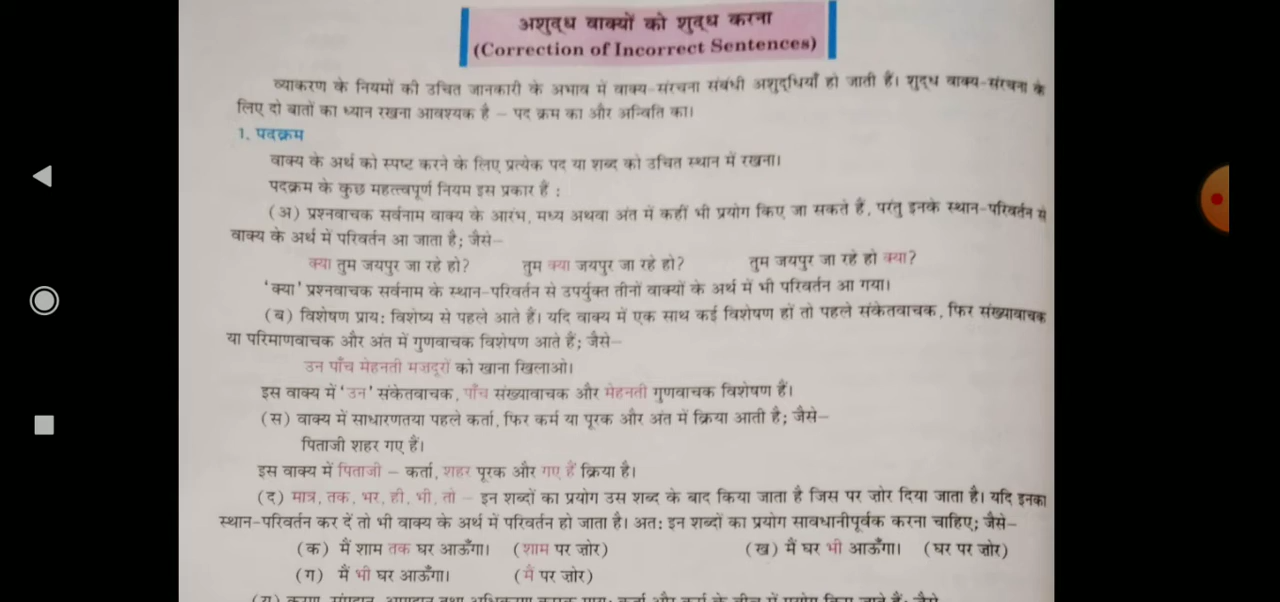 अशुद्ध वाक्यों को शुद्ध करना
(Correction of Incorrect Sentences)
व्याकरण के नियमों की उचित जानकारी के अभाव में वाक्य-संरचना संबंधी अशुद्धियाँ हो जाती हैं। शुद्ध वाक्य-संरचना के
लिए दो बातों का ध्यान रखना आवश्यक है – पद क्रम का और अन्विति का।
1. पदक्रम
वाक्य के अर्थ को स्पष्ट करने के लिए प्रत्येक पद या शब्द को उचित स्थान में रखना।
पदक्रम के कुछ महत्त्वपूर्ण नियम इस प्रकार हैं :
(अ) प्रश्नवाचक सर्वनाम वाक्य के आरंभ, मध्य अथवा अंत में कहीं भी प्रयोग किए जा सकते हैं, परंतु इनके स्थान-परिवर्तन से
वाक्य के अर्थ में परिवर्तन आ जाता है; जैसे–
क्या तुम जयपुर जा रहे हो? तुम क्या जयपुर जा रहे हो? तुम जयपुर जा रहे हो क्या?
'क्या' प्रश्नवाचक सर्वनाम के स्थान-परिवर्तन से उपर्युक्त तीनों वाक्यों के अर्थ में भी परिवर्तन आ गया।
(ब) विशेषण प्राय: विशेष्य से पहले आते हैं। यदि वाक्य में एक साथ कई विशेषण हों तो पहले संकेतवाचक, फिर संख्यावाचक
या परिमाणवाचक और अंत में गुणवाचक विशेषण आते हैं; जैसे–
उन पाँच मेहनती मज़दूरों को खाना खिलाओ।
इस वाक्य में 'उन' संकेतवाचक, पाँच संख्यावाचक और मेहनती गुणवाचक विशेषण हैं।
(स) वाक्य में साधारणतया पहले कर्ता, फिर कर्म या पूरक और अंत में क्रिया आती है; जैसे–
पिताजी शहर गए हैं।
इस वाक्य में पिताजी – कर्ता, शहर पूरक और गए हैं क्रिया है।
(द) मात्र, तक, भर, ही, भी, तो – इन शब्दों का प्रयोग उस शब्द के बाद किया जाता है जिस पर ज़ोर दिया जाता है। यदि इनका
स्थान-परिवर्तन कर दें तो भी वाक्य के अर्थ में परिवर्तन हो जाता है। अत: इन शब्दों का प्रयोग सावधानीपूर्वक करना चाहिए; जैसे–
(क) मैं शाम तक घर आऊँगा। (शाम पर ज़ोर) (ख) मैं घर भी आऊँगा। (घर पर ज़ोर)
(ग) मैं भी घर आऊँगा। (मैं पर ज़ोर)